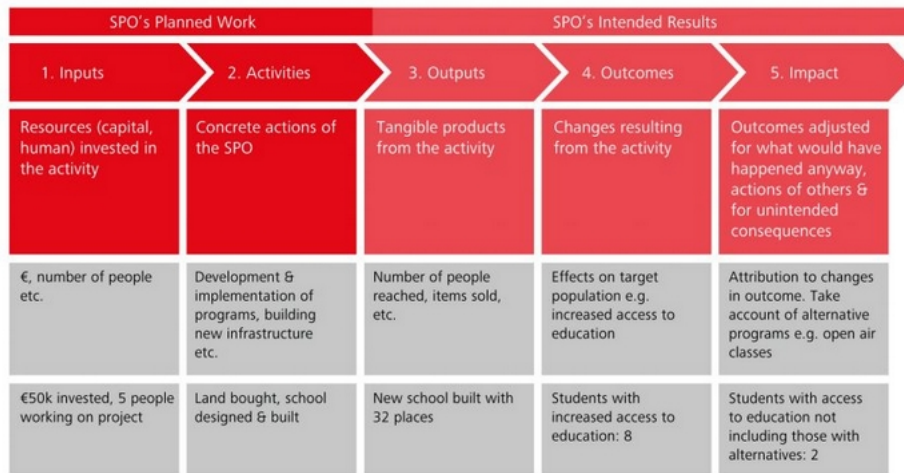 SPO's Planned Work
SPO's Intended Results
1. Inputs
2. Activities
3. Outputs
4. Outcomes
5. Impact
Resources (capital,
human) invested in
the activity
Concrete actions of
the SPO
Tangible products
from the activity
Changes resulting
from the activity
Outcomes adjusted
for what would have
happened anyway,
actions of others &
for unintended
consequences
€, number of people
etc.
Development &
implementation of
programs, building
new infrastructure
etc.
Number of people
reached, items sold,
etc.
Effects on target
population e.g.
increased access to
education
Attribution to changes
in outcome. Take
account of alternative
programs e.g. open air
classes
€50k invested, 5 people
working on project
Land bought, school
designed & built
New school built with
32 places
Students with
increased access to
education: 8
Students with access
to education not
including those with
alternatives: 2